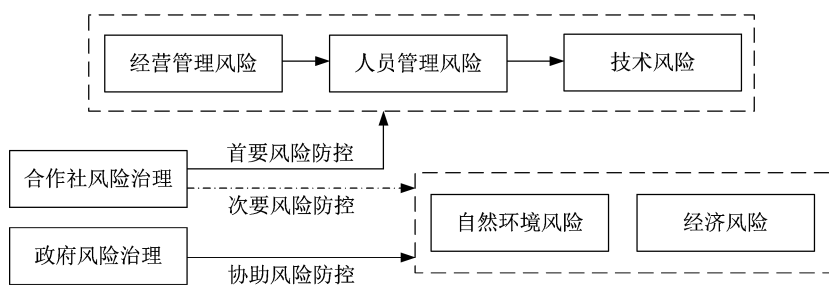 经营管理风险
人员管理风险
技术风险
首要风险防控
合作社风险治理
次要风险防控
自然环境风险
经济风险
政府风险治理
协助风险防控